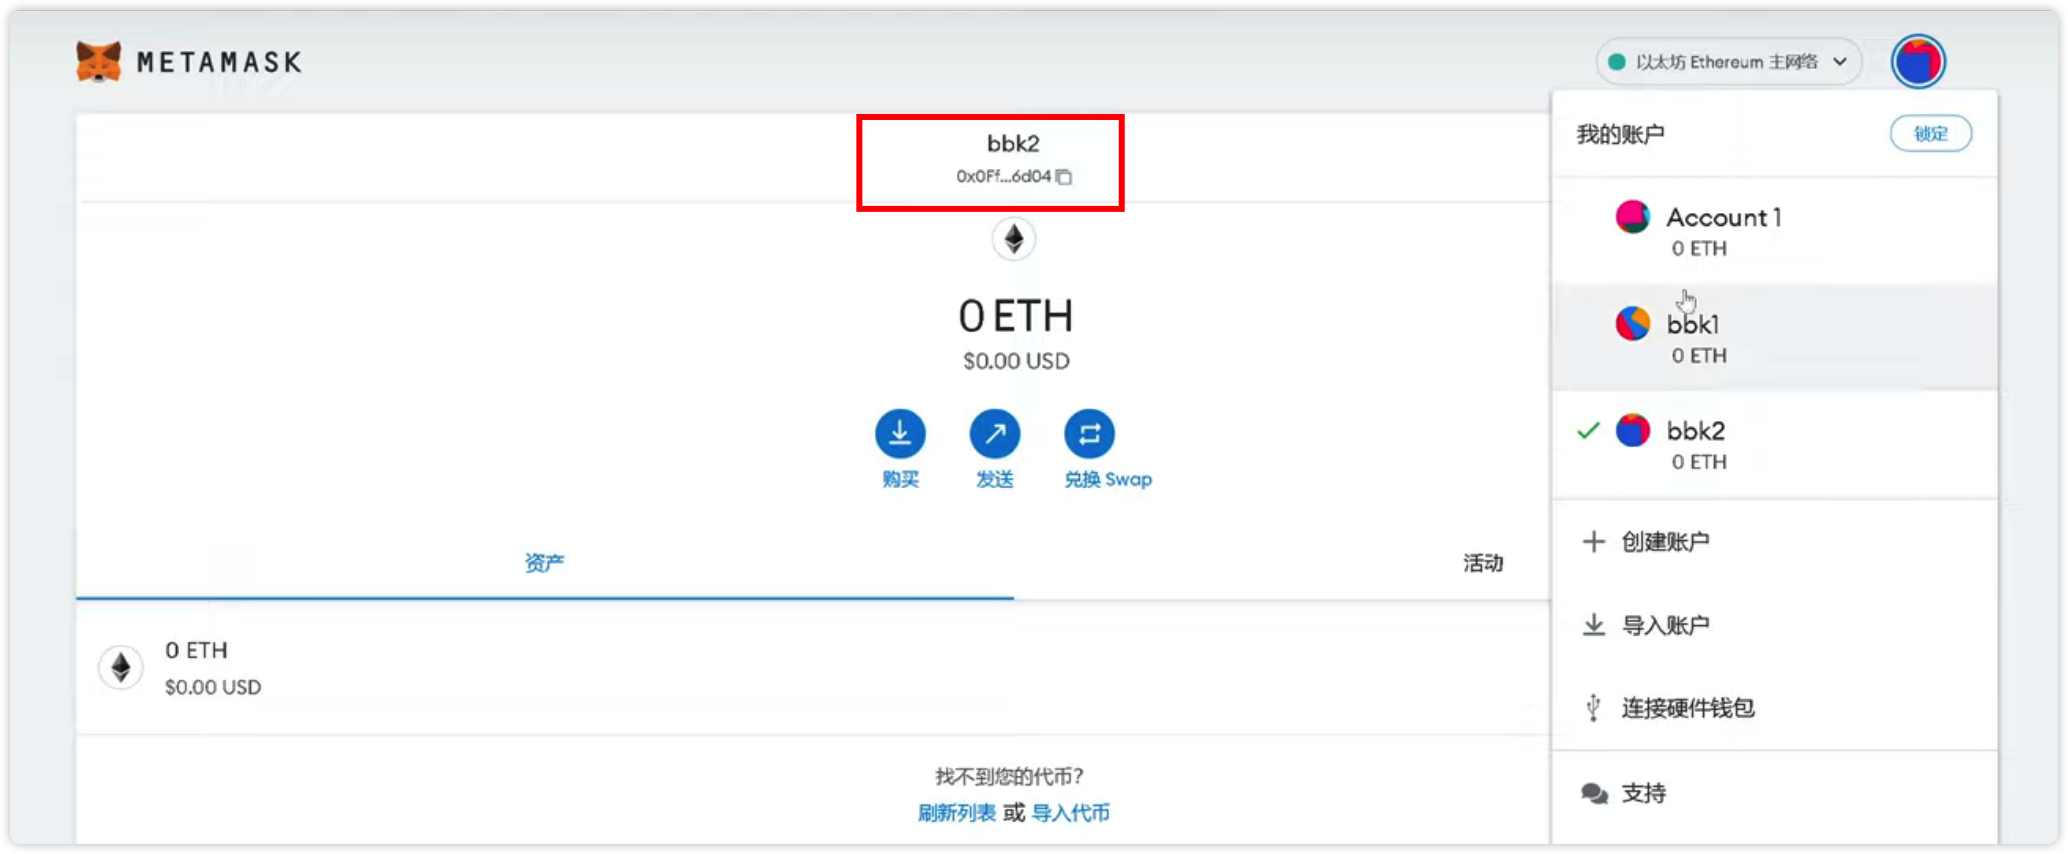 METAMASK
以太坊 Ethereum 主网络
bbk2
0x0Ff...6d04
0 ETH
$0.00 USD
购买
发送
兑换 Swap
资产
活动
0 ETH
$0.00 USD
找不到您的代币?
刷新列表 或 导入代币
我的账户
锁定
Account 1
0 ETH
bbk1
0 ETH
bbk2
0 ETH
创建账户
导入账户
连接硬件钱包
支持